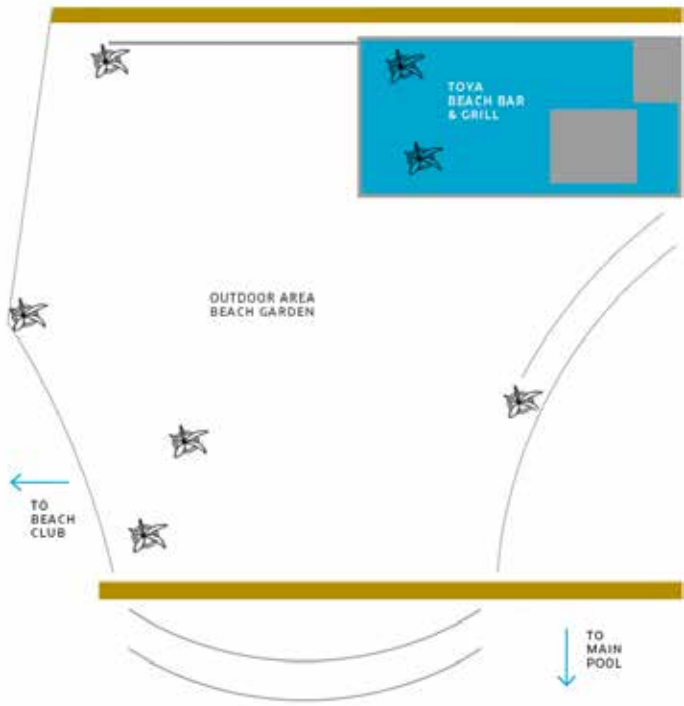 TOYA
BEACH BAR
& GRILL
OUTDOOR AREA
BEACH GARDEN
TO
BEACH
CLUB
TO
MAIN
POOL